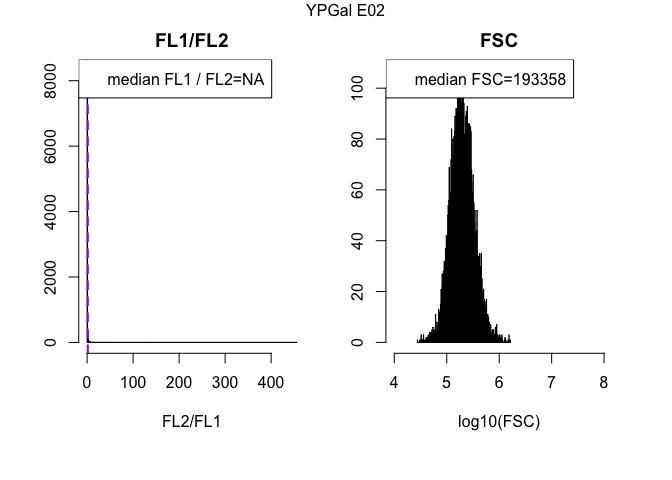 YPGal E02
FL1/FL2
median FL1 / FL2=NA
0
2000
4000
6000
8000
0 100 200 300 400
FL2/FL1
FSC
median FSC=193358
0
20
40
60
80
100
4 5 6 7 8
log10(FSC)